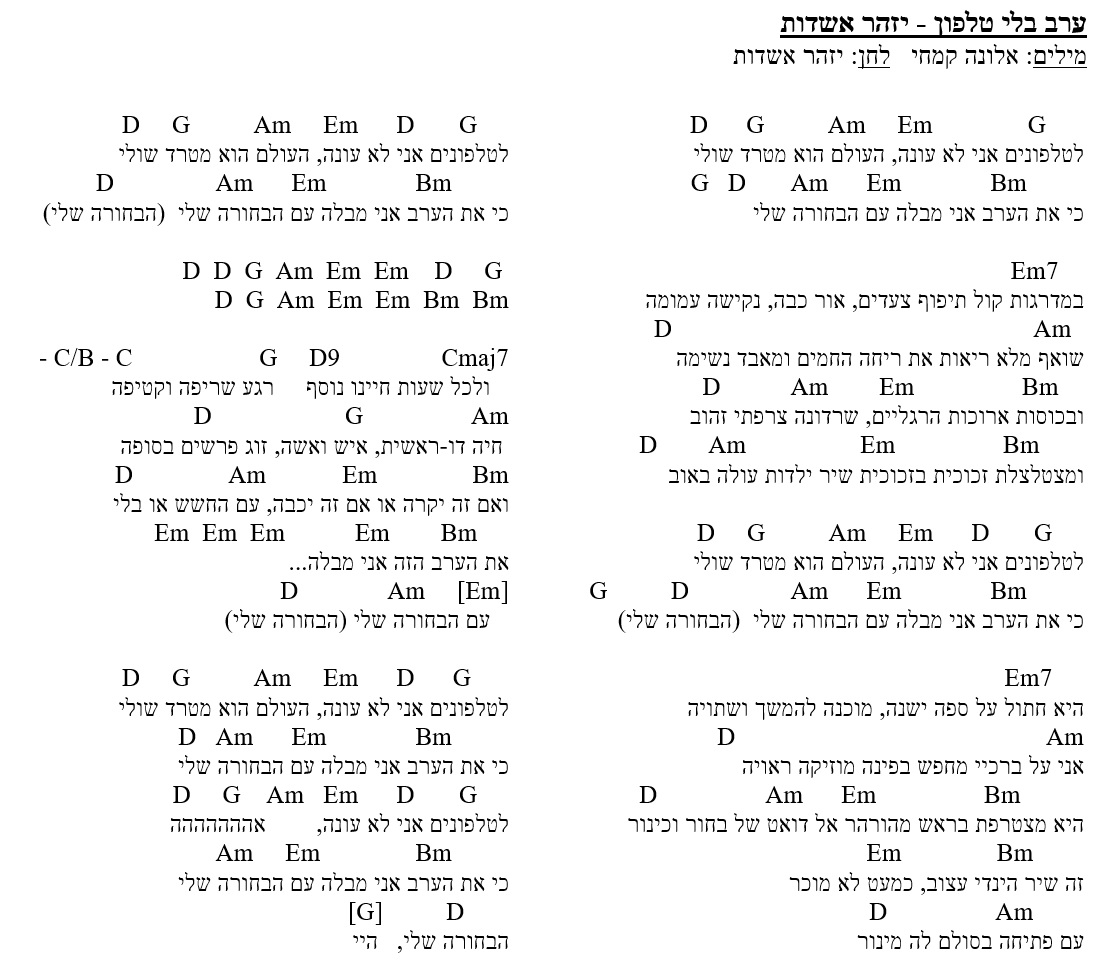 ערב בלי טלפון - יזהר אשדות
מילים: אלונה קמחי לחן: יזהר אשדות
D G Am Em G
לטלפונים אני לא עונה, העולם הוא מטרד שולי
G D Am Em Bm
כי את הערב אני מבלה עם הבחורה שלי
Em7
במדרגות קול תיפוף צעדים, אור כבה, נקישה עמומה
D Am
שואף מלא ריאות את ריחה החמים ומאבד נשימה
D Am Em Bm
ובכוסות ארוכות הרגליים, שרדונה צרפתי זהוב
D Am Em Bm
ומצטלצלת זכוכית בזכוכית שיר ילדות עולה באוב
D G Am Em D G
לטלפונים אני לא עונה, העולם הוא מטרד שולי
G D Am Em Bm
כי את הערב אני מבלה עם הבחורה שלי (הבחורה שלי)
Em7
היא חתול על ספה ישנה, מוכנה להמשך ושתויה
D Am
אני על ברכיי מחפש בפינה מוזיקה ראויה
D Am Em Bm
היא מצטרפת בראש מהורהר אל דואט של בחור וכינור
Em Bm
זה שיר הינדי עצוב, כמעט לא מוכר
D Am
עם פתיחה בסולם לה מינור
D G Am Em D G
לטלפונים אני לא עונה, העולם הוא מטרד שולי
D Am Em Bm
כי את הערב אני מבלה עם הבחורה שלי (הבחורה שלי)
D D G Am Em Em D G
D G Am Em Em Bm Bm
- C/B - C G D9 Cmaj7
ולכל שעות חיינו נוסף רגע שריפה וקטיפה
D G Am
חיה דו-ראשית, איש ואשה, זוג פרשים בסופה
D Am Em Bm
ואם זה יקרה או אם זה יכבה, עם החשש או בלי
Em Em Em Em Bm
את הערב הזה אני מבלה...
D Am [Em]
עם הבחורה שלי (הבחורה שלי)
D G Am Em D G
לטלפונים אני לא עונה, העולם הוא מטרד שולי
D Am Em Bm
כי את הערב אני מבלה עם הבחורה שלי
D G Am Em D G
לטלפונים אני לא עונה, אההההההה
Am Em Bm
כי את הערב אני מבלה עם הבחורה שלי
[G] D
הבחורה שלי, היי